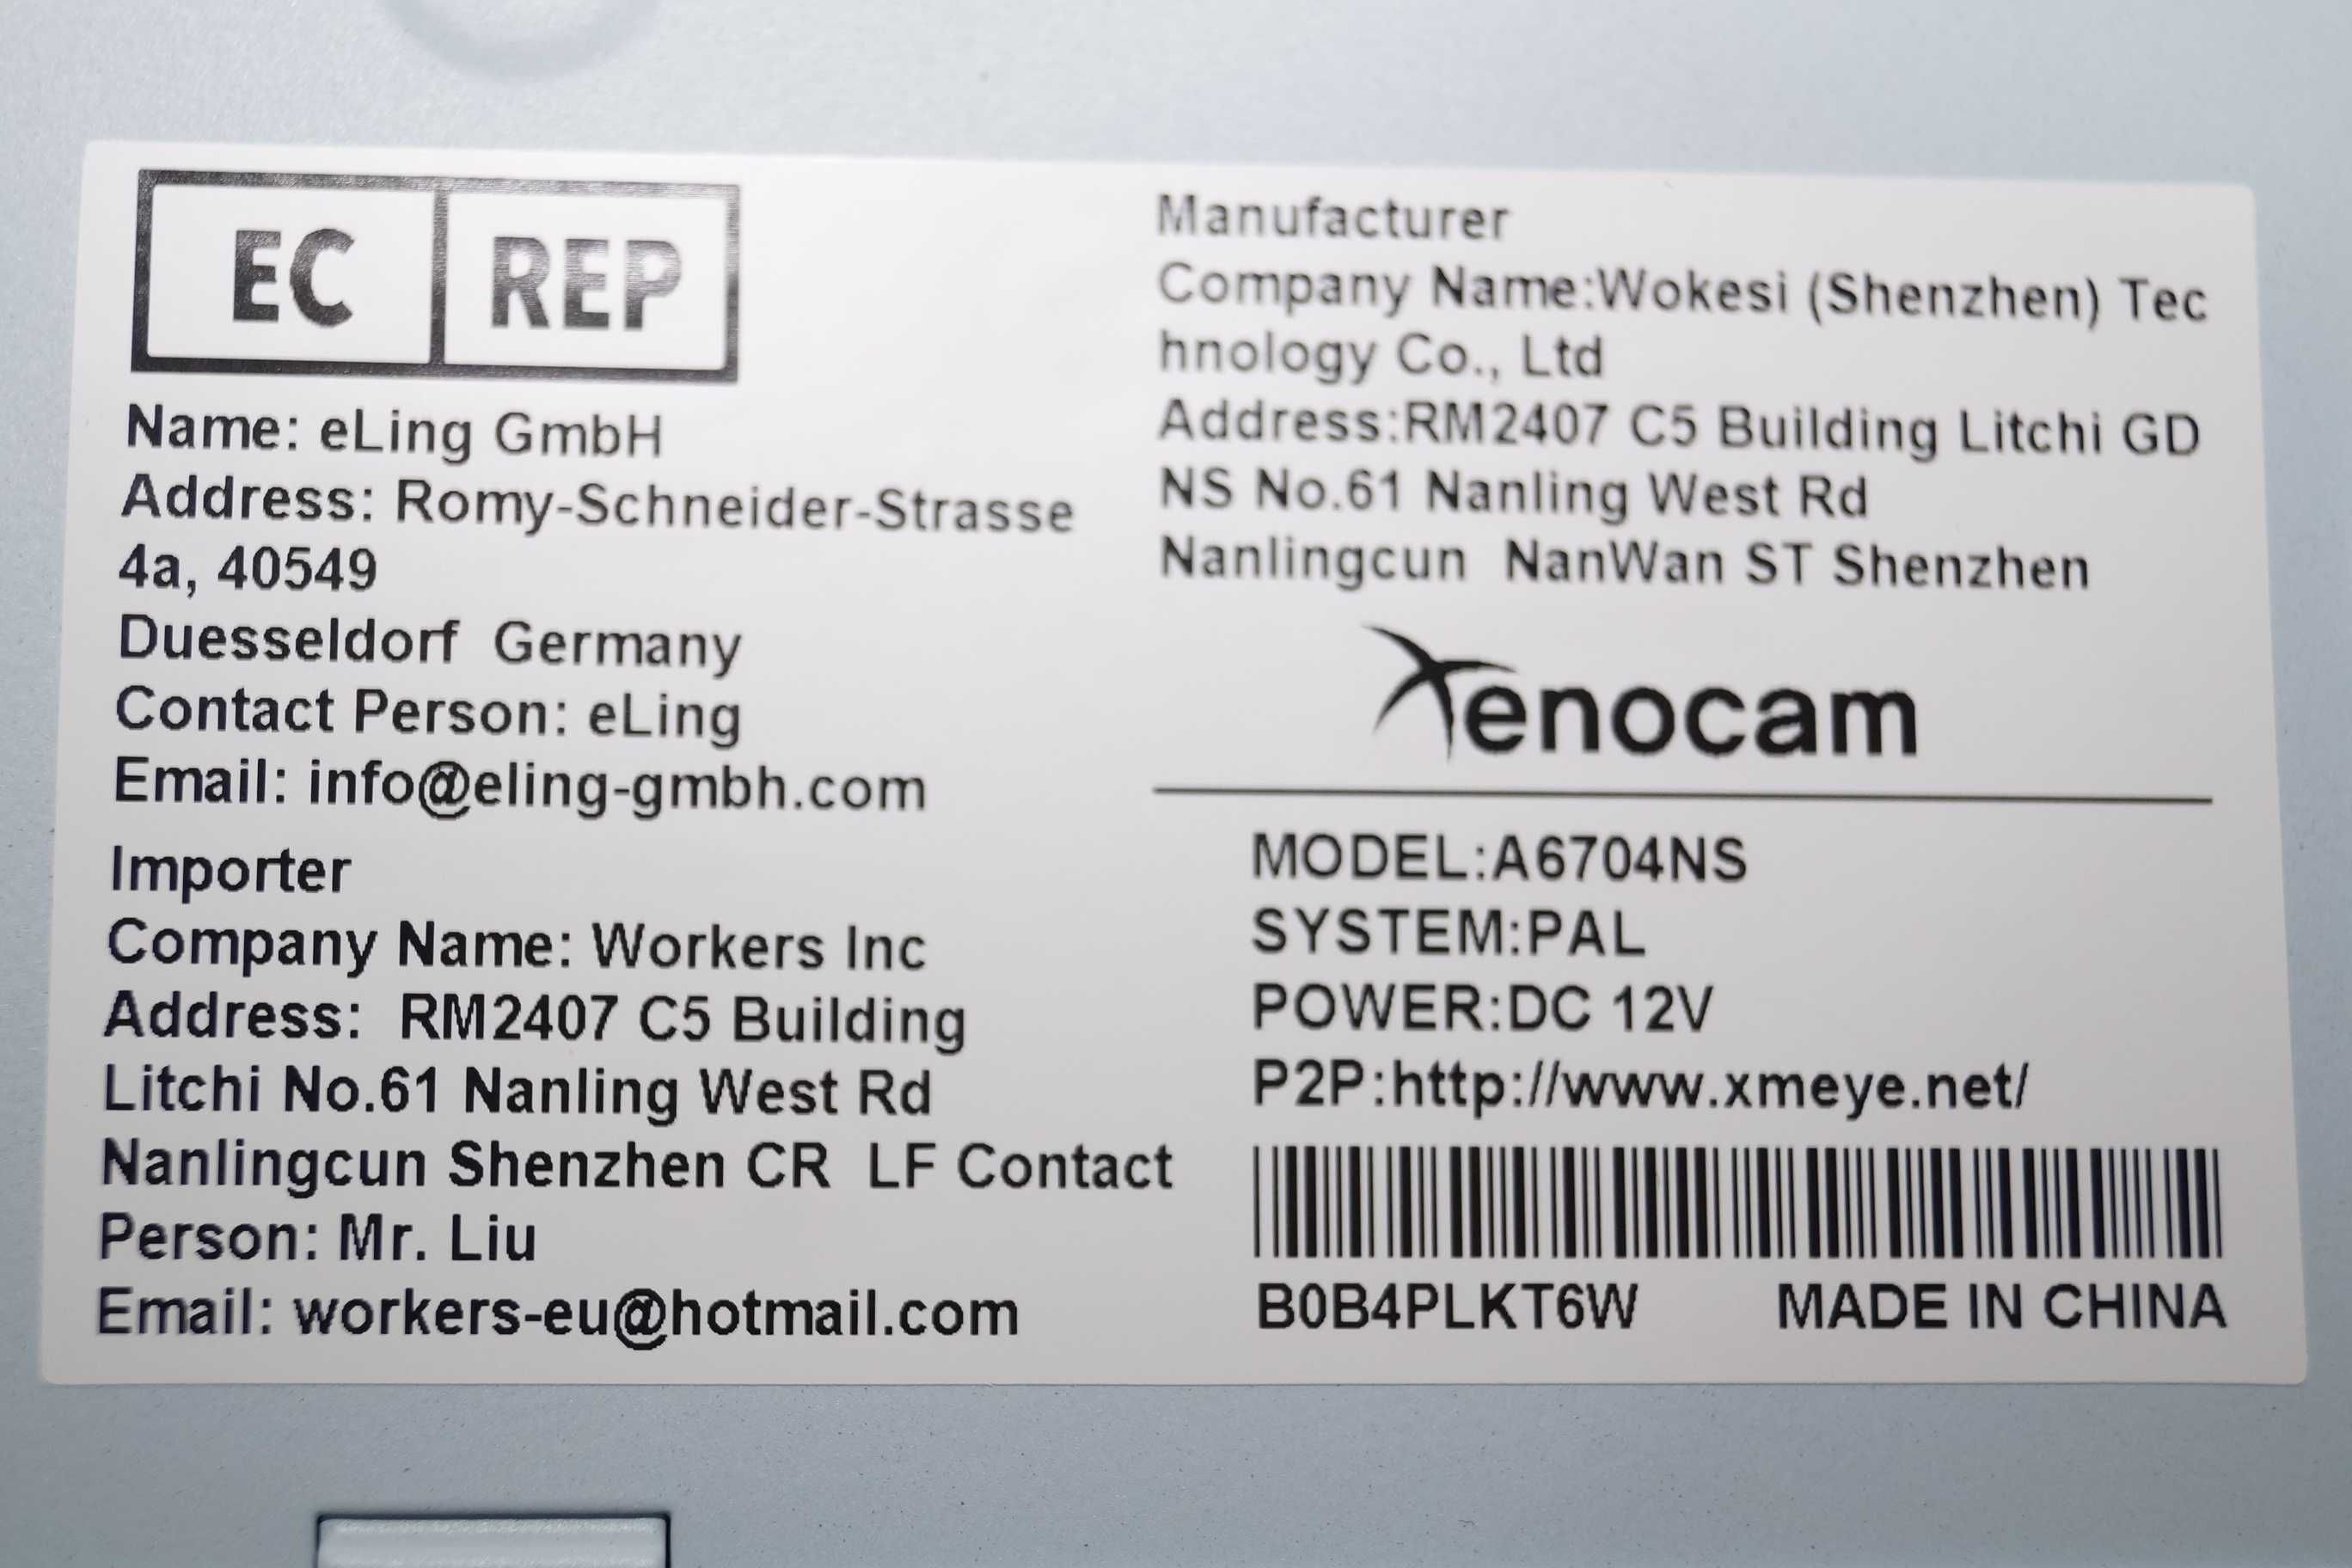 EC REP
Name: eLing GmbH
Address: Romy-Schneider-Strasse
4a, 40549
Duesseldorf Germany
Contact Person: eLing
Email: info@eling-gmbh.com
Importer
Company Name: Workers Inc
Address: RM2407 C5 Building
Litchi No.61 Nanling West Rd
Nanlingcun Shenzhen CR LF Contact
Person: Mr. Liu
Email: workers-eu@hotmail.com
Manufacturer
Company Name:Wokesi (Shenzhen) Tec
hnology Co., Ltd
Address:RM2407 C5 Building Litchi GD
NS No.61 Nanling West Rd
Nanlingcun NanWan ST Shenzhen
Xenocam
MODEL:A6704NS
SYSTEM:PAL
POWER:DC 12V
P2P:http://www.xmeye.net/
B0B4PLKT6W MADE IN CHINA